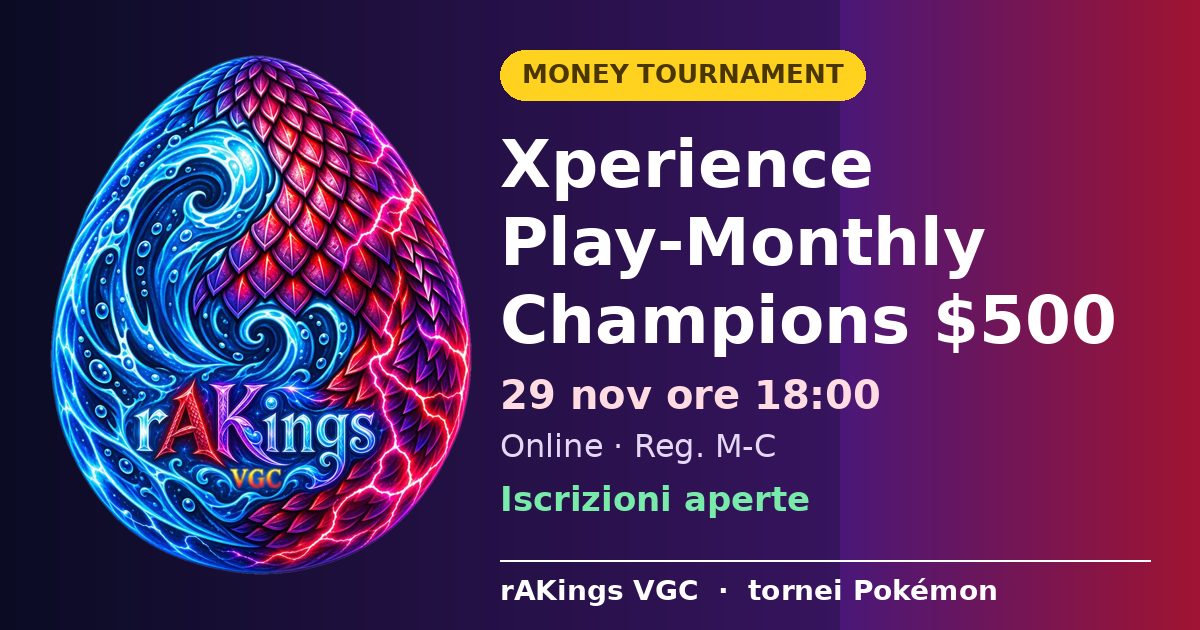 MONEY TOURNAMENT
Xperience
Play-Monthly
Champions $500
29 nov ore 18:00
Online · Reg. M-C
Iscrizioni aperte
rAKings
VGC
rAKings VGC · tornei Pokémon